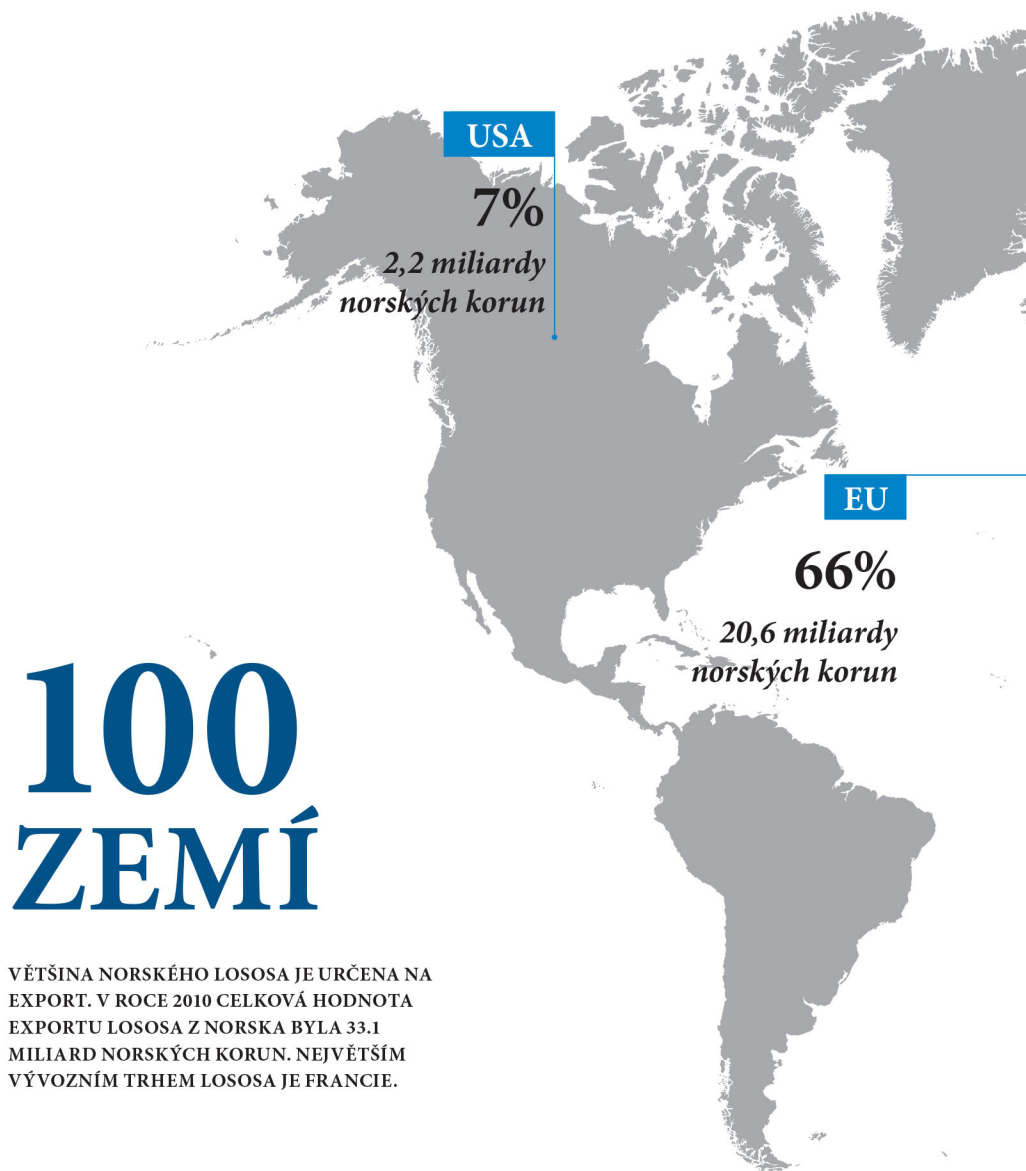 USA
7%
2,2 miliardy
norských korun
EU
66%
20,6 miliardy
norských korun
100
ZEMÍ
VĚTŠINA NORSKÉHO LOSOSA JE URČENA NA
EXPORT. V ROCE 2010 CELKOVÁ HODNOTA
EXPORTU LOSOSA Z NORSKA BYLA 33.1
MILIARD NORSKÝCH KORUN. NEJVĚTŠÍM
VÝVOZNÍM TRHEM LOSOSA JE FRANCIE.